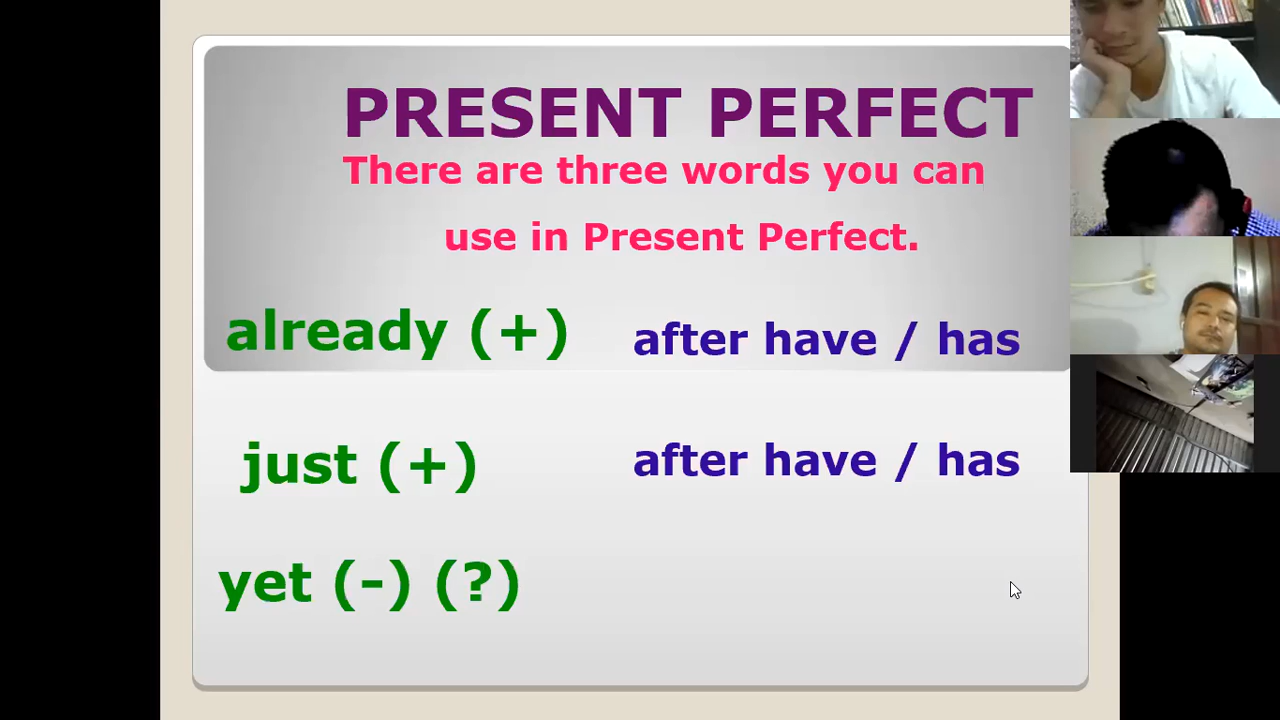 PRESENT PERFECT
There are three words you can
use in Present Perfect.
already (+) after have / has
just (+) after have / has
yet (-) (?)